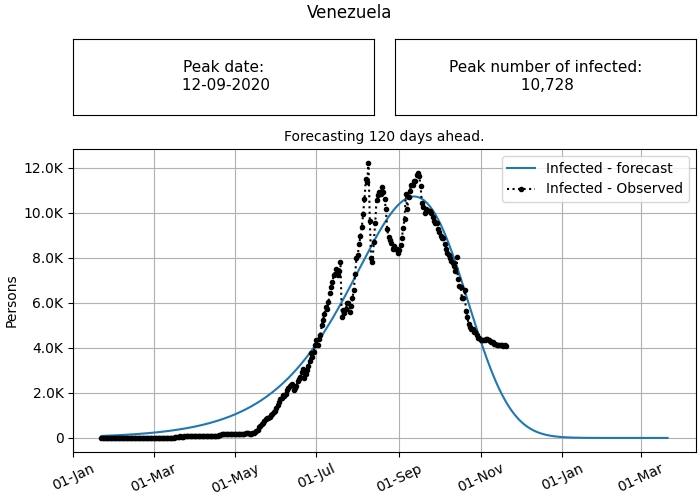 Venezuela
Peak date:
12-09-2020
Peak number of infected:
10,728
Forecasting 120 days ahead.
Infected - forecast
Infected - Observed
12.0K
10.0K
8.0K
6.0K
4.0K
2.0K
0
Persons
01-Jan
01-Mar
01-May
01-Jul
01-Sep
01-Nov
01-Jan
01-Mar